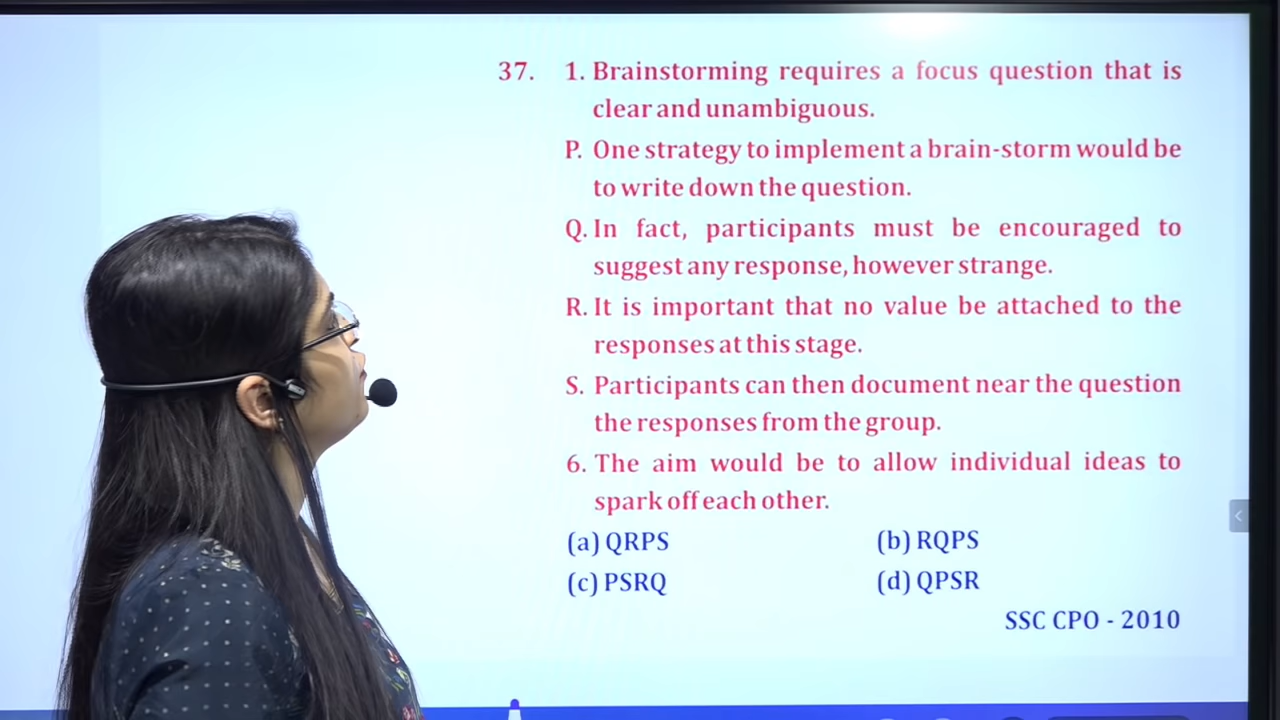 37. 1. Brainstorming requires a focus question that is
clear and unambiguous.
P. One strategy to implement a brain-storm would be
to write down the question.
Q. In fact, participants must be encouraged to
suggest any response, however strange.
R. It is important that no value be attached to the
responses at this stage.
S. Participants can then document near the question
the responses from the group.
6. The aim would be to allow individual ideas to
spark off each other.
(a) QRPS (b) RQPS
(c) PSRQ (d) QPSR
SSC CPO - 2010